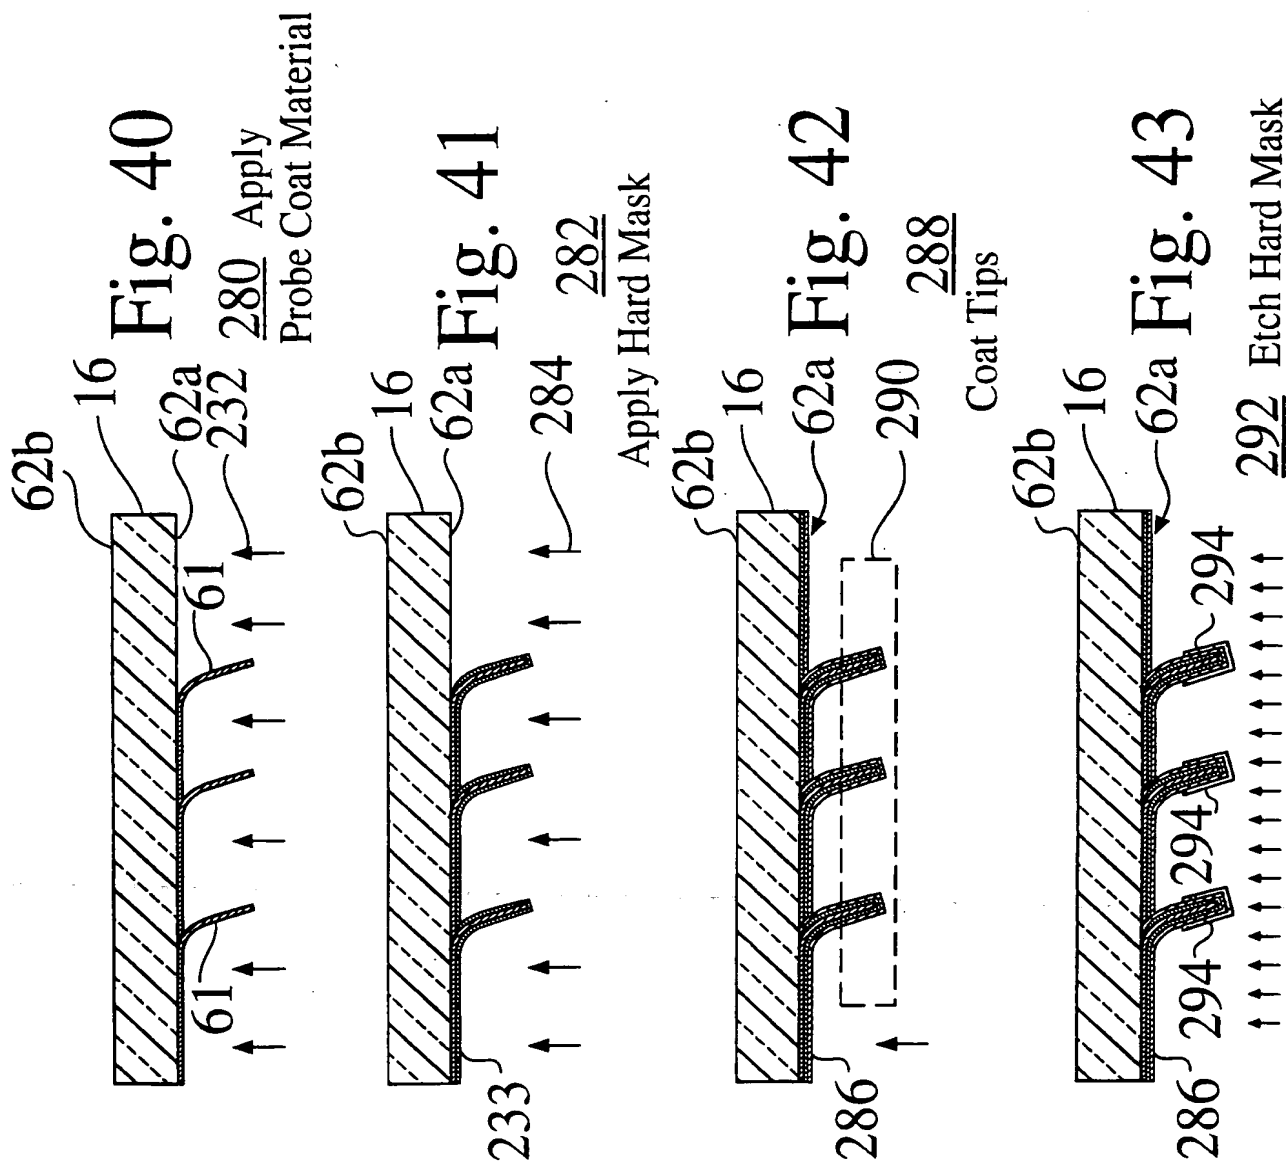 62b
16
62a
232
61
61
Fig. 40
280 Apply
Probe Coat Material
62b
16
62a
284
233
Fig. 41
282
Apply Hard Mask
62b
16
62a
290
286
Fig. 42
288
Coat Tips
62b
16
62a
294
294
294
286
Fig. 43
292 Etch Hard Mask